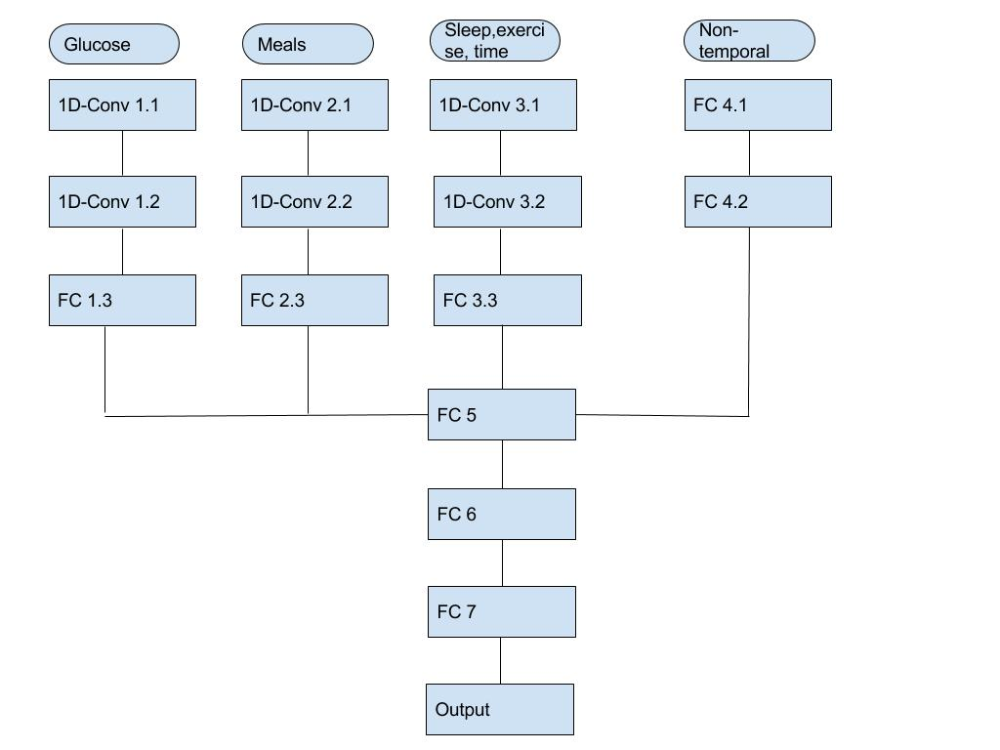 Glucose
Meals
Sleep,exerci
se, time
Non-
temporal
1D-Conv 1.1
1D-Conv 2.1
1D-Conv 3.1
FC 4.1
1D-Conv 1.2
1D-Conv 2.2
1D-Conv 3.2
FC 4.2
FC 1.3
FC 2.3
FC 3.3
FC 5
FC 6
FC 7
Output